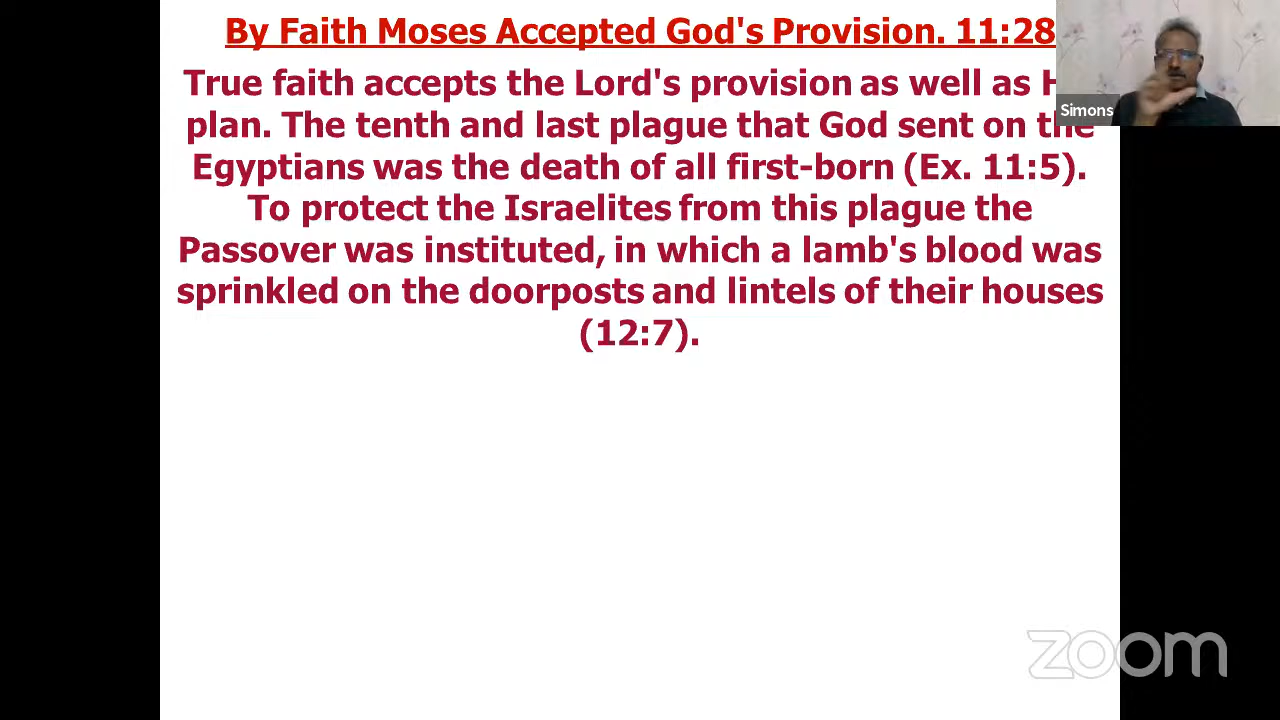 By Faith Moses Accepted God's Provision. 11:28
True faith accepts the Lord's provision as well as H
plan. The tenth and last plague that God sent on the
Egyptians was the death of all first-born (Ex. 11:5).
To protect the Israelites from this plague the
Passover was instituted, in which a lamb's blood was
sprinkled on the doorposts and lintels of their houses
(12:7).
Simons
zoom